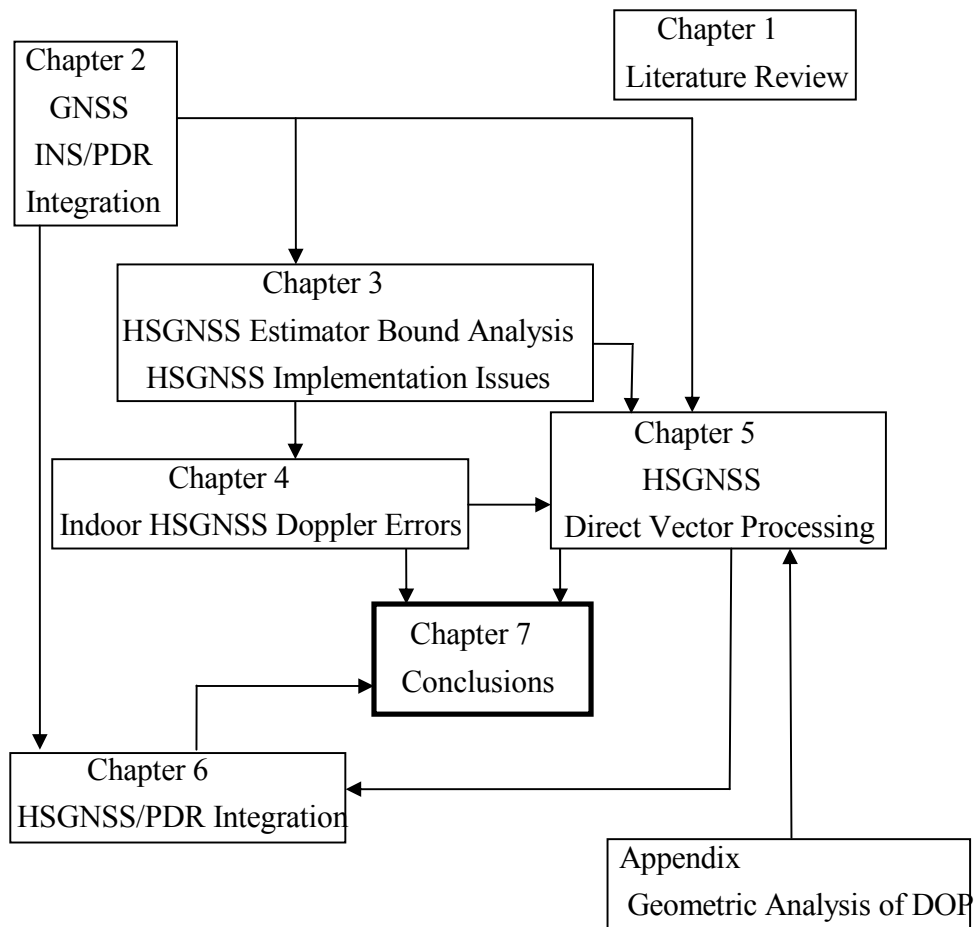 Chapter 2
GNSS
INS/PDR
Integration
Chapter 1
Literature Review
Chapter 3
HSGNSS Estimator Bound Analysis
HSGNSS Implementation Issues
Chapter 4
Indoor HSGNSS Doppler Errors
Chapter 5
HSGNSS
Direct Vector Processing
Chapter 7
Conclusions
Chapter 6
HSGNSS/PDR Integration
Appendix
Geometric Analysis of DOP